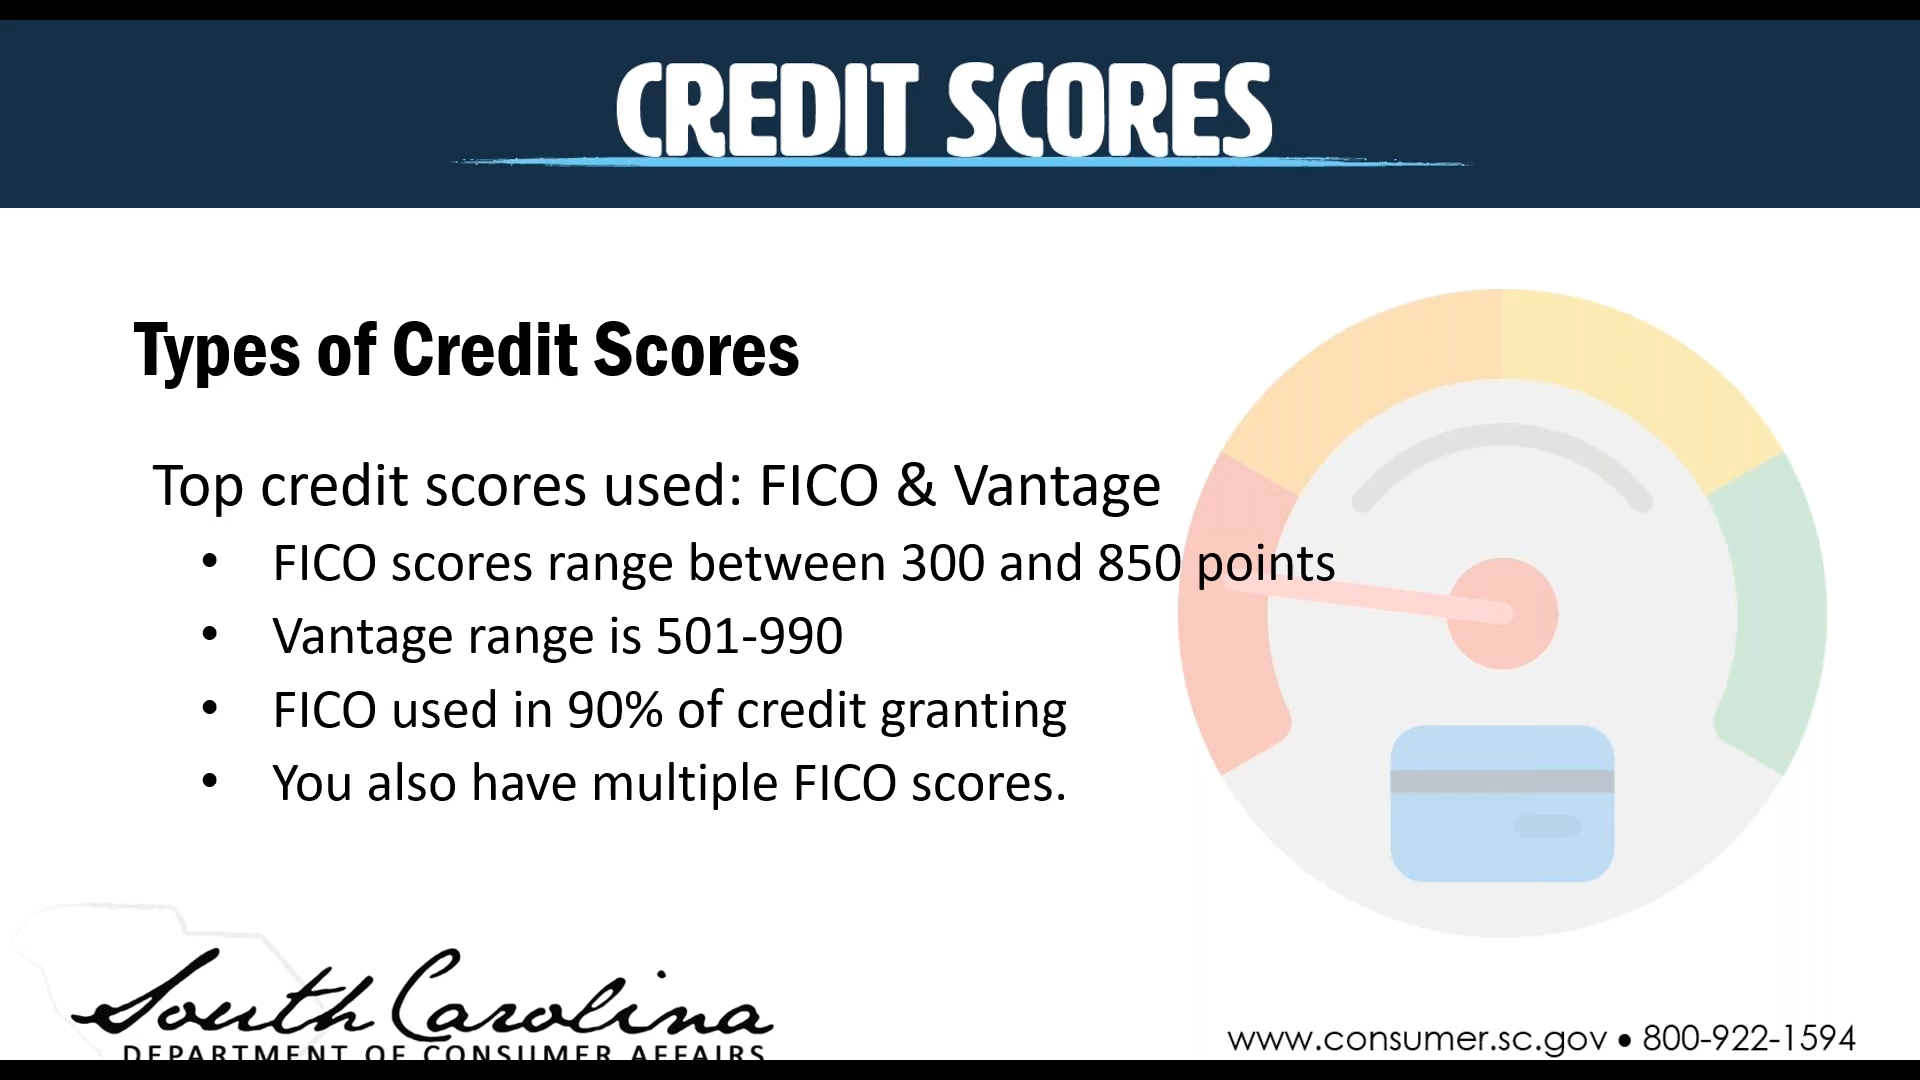 CREDIT SCORES
Types of Credit Scores
Top credit scores used: FICO & Vantage
• FICO scores range between 300 and 850 points
• Vantage range is 501-990
• FICO used in 90% of credit granting
• You also have multiple FICO scores.
South Carolina
DEPARTMENT OF CONSUMER AFFAIRS
www.consumer.sc.gov • 800-922-1594